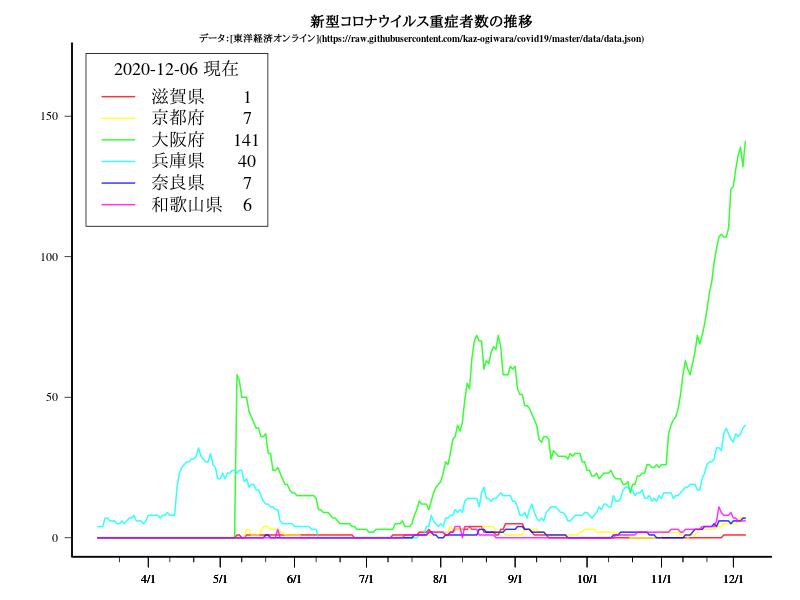 新型コロナウイルス重症者数の推移
データ:[東洋経済オンライン](https://raw.githubusercontent.com/kaz-ogiwara/covid19/master/data/data.json)
2020-12-06 現在
滋賀県 1
京都府 7
大阪府 141
兵庫県 40
奈良県 7
和歌山県 6
150
100
50
0
4/1 5/1 6/1 7/1 8/1 9/1 10/1 11/1 12/1